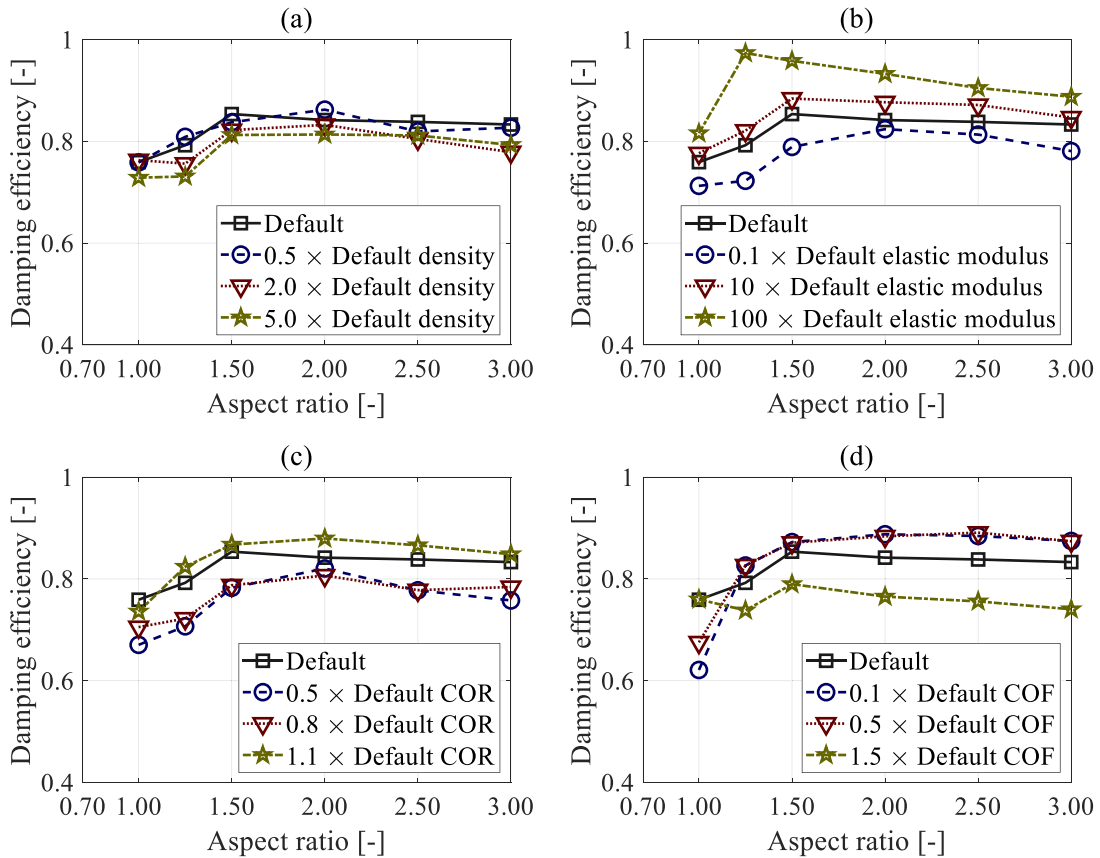 (a)
Damping efficiency [-]
1
0.8
0.6
0.4
0.70 1.00 1.50 2.00 2.50 3.00
Aspect ratio [-]
Default
0.5 × Default density
2.0 × Default density
5.0 × Default density
(b)
Damping efficiency [-]
1
0.8
0.6
0.4
0.70 1.00 1.50 2.00 2.50 3.00
Aspect ratio [-]
Default
0.1 × Default elastic modulus
10 × Default elastic modulus
100 × Default elastic modulus
(c)
Damping efficiency [-]
1
0.8
0.6
0.4
0.70 1.00 1.50 2.00 2.50 3.00
Aspect ratio [-]
Default
0.5 × Default COR
0.8 × Default COR
1.1 × Default COR
(d)
Damping efficiency [-]
1
0.8
0.6
0.4
0.70 1.00 1.50 2.00 2.50 3.00
Aspect ratio [-]
Default
0.1 × Default COF
0.5 × Default COF
1.5 × Default COF